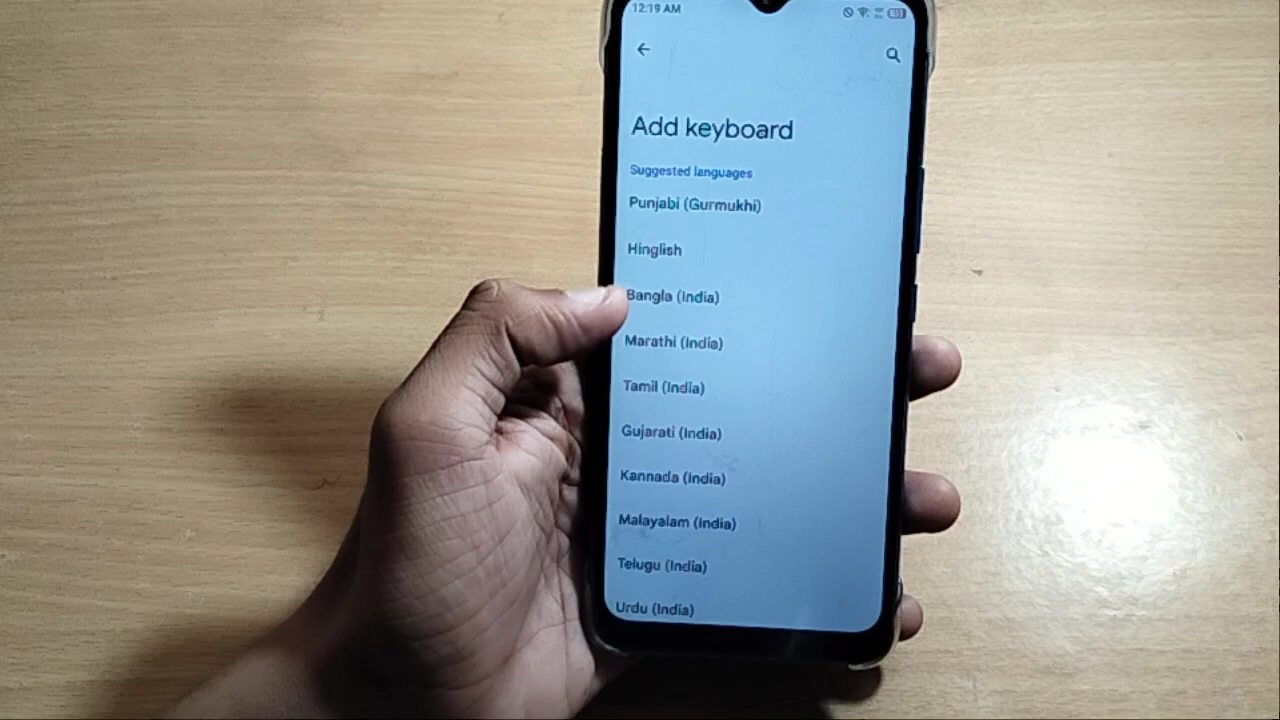 12:19 AM
Add keyboard
Suggested languages
Punjabi (Gurmukhi)
Hinglish
Bangla (India)
Marathi (India)
Tamil (India)
Gujarati (India)
Kannada (India)
Malayalam (India)
Telugu (India)
Urdu (India)